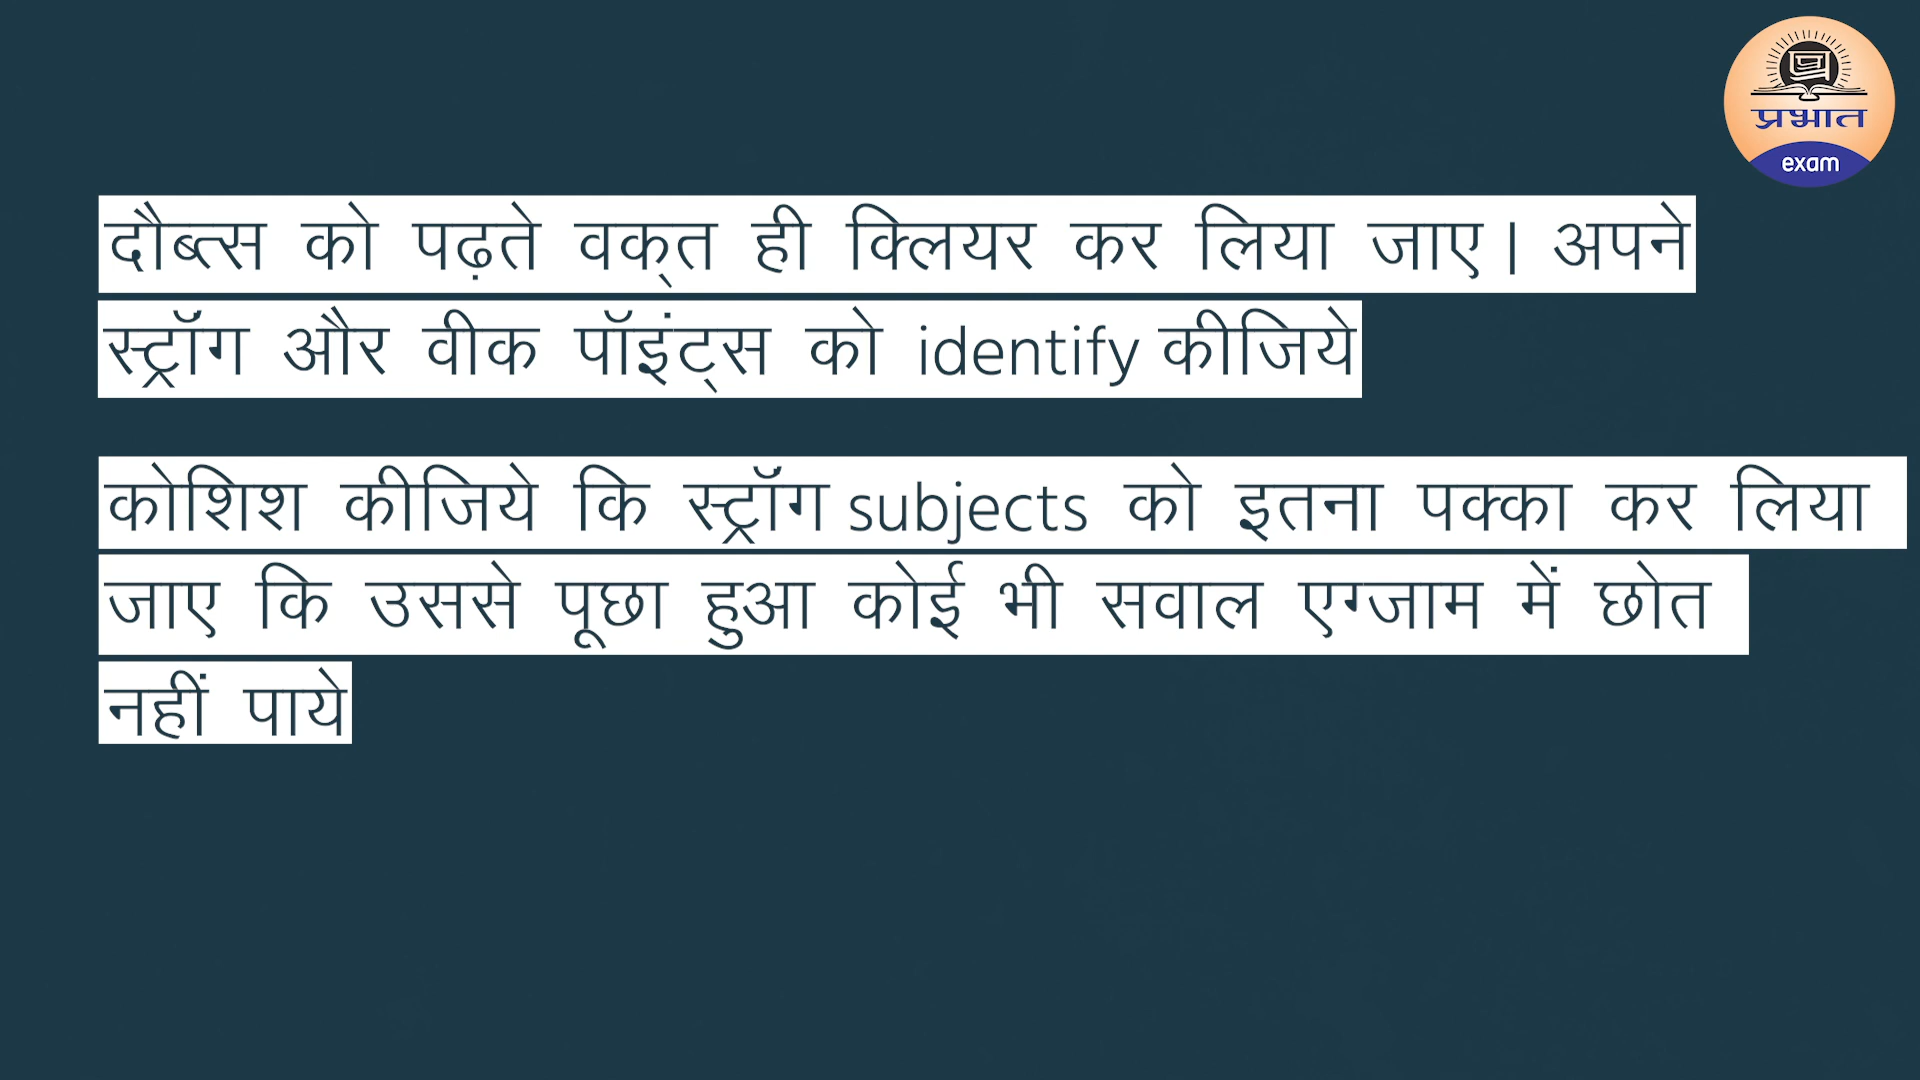 प्रभात
exam
दौब्त्स को पढ़ते वक्‌त ही क्लियर कर लिया जाए। अपने
स्ट्रॉंग और वीक पॉइंट्स को identify कीजिये
कोशिश कीजिये कि स्ट्रॉग subjects को इतना पक्का कर लिया
जाए कि उससे पूछा हुआ कोई भी सवाल एग्जाम में छोत
नहीं पाये